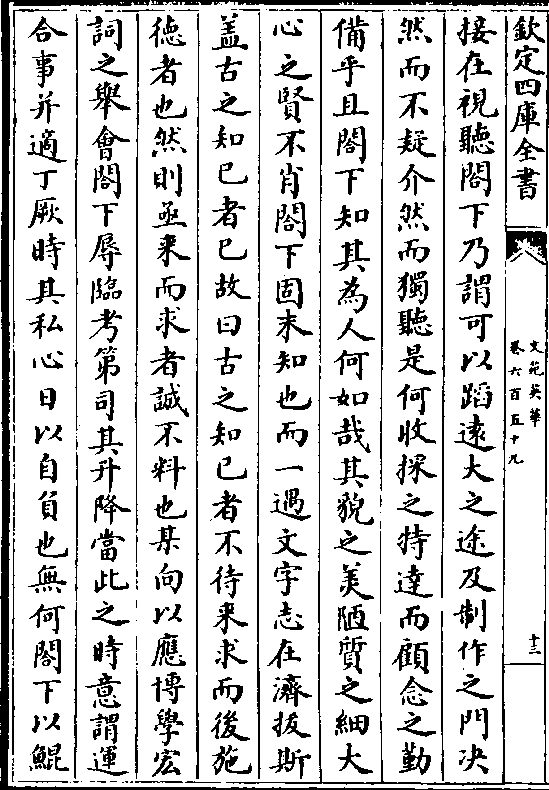 欽定四庫全書
文苑英華
卷六百五十九
十三
接在視聽閣下乃謂可以蹈遠大之途及制作之門决
然而不疑介然而獨聽是何收採之特達而顧念之勤
備乎且閣下知其為人何如哉其貌之美陋質之細大
心之賢不肖閣下固未知也而一遇文字志在濟拔斯
盖古之知已者已故曰古之知已者不待来求而後施
徳者也然則亟来而求者誠不料也某向以應博學宏
詞之舉會閣下辱臨考第司其升降當此之時意謂運
合事并適丁厥時其私心日以自負也無何閣下以鯤